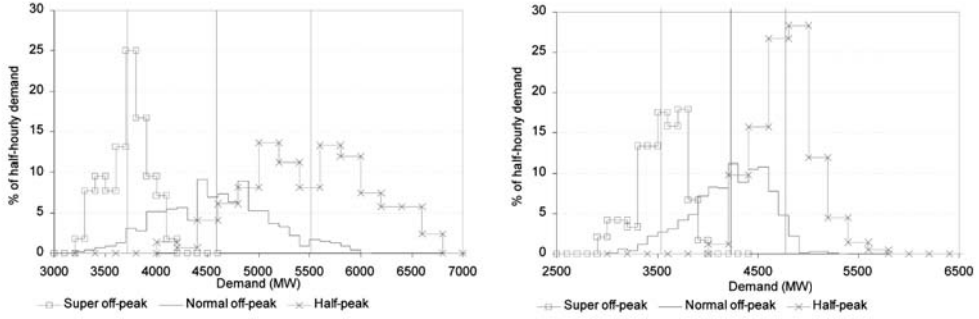 % of half-hourly demand
30
25
20
15
10
5
0
3000 3500 4000 4500 5000 5500 6000 6500 7000
Demand (MW)
Super off-peak Normal off-peak Half-peak
% of half-hourly demand
30
25
20
15
10
5
0
2500 3500 4500 5500 6500
Demand (MW)
Super off-peak Normal off-peak Half-peak